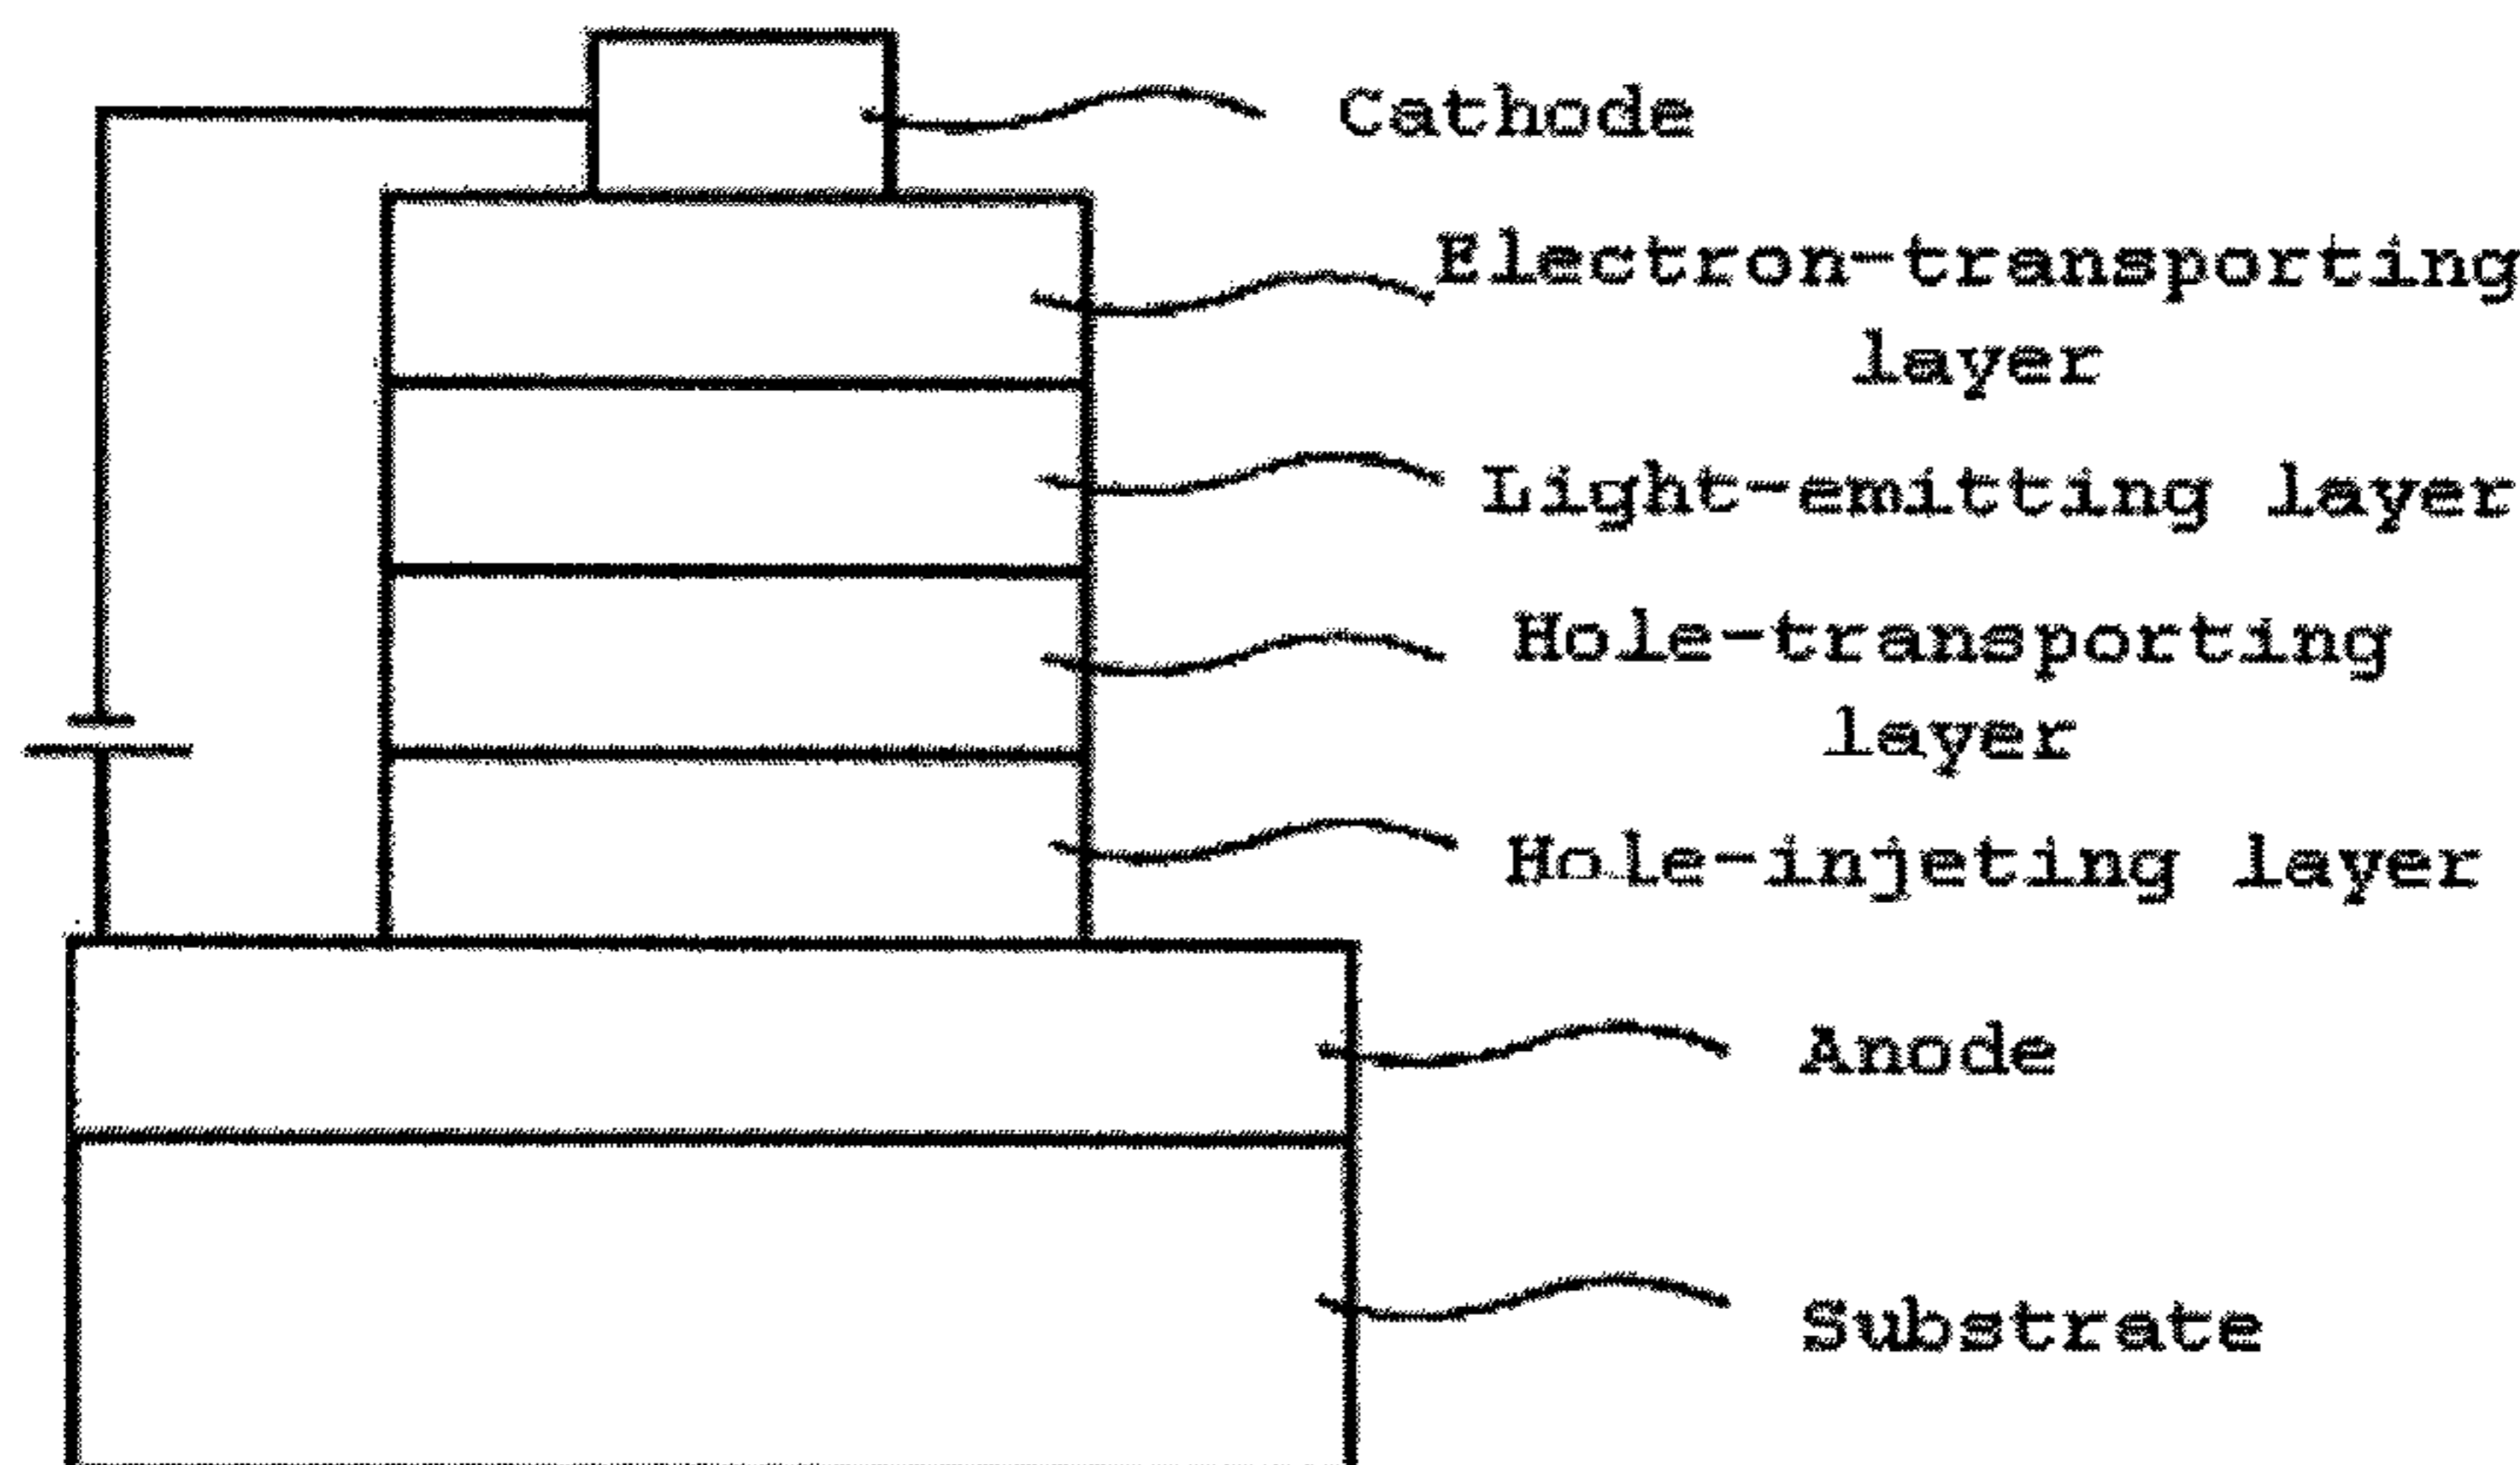 Cathode
Electron-transporting
layer
Light-emitting layer
Hole-transporting
layer
Hole-injeting layer
Anode
Substrate